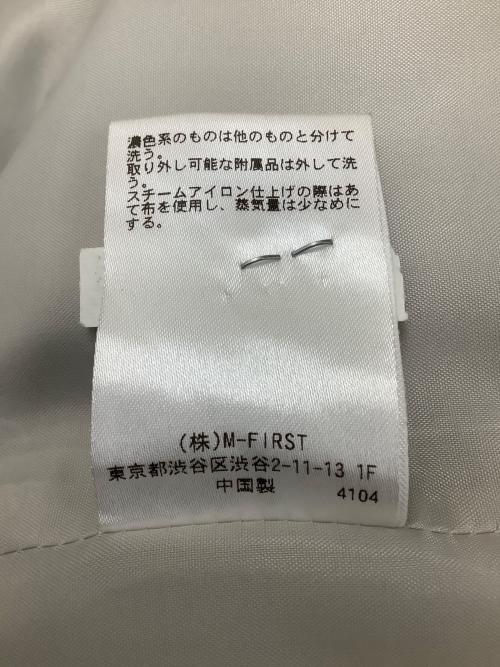 濃色系のものは他のものと分けて
洗う。
取り外し可能な附属品は外して洗
う。
スチームアイロン仕上げの際はあ
て布を使用し、蒸気量は少なめに
する。
(株)M-FIRST
東京都渋谷区渋谷2-11-13 1F
中国製
4104